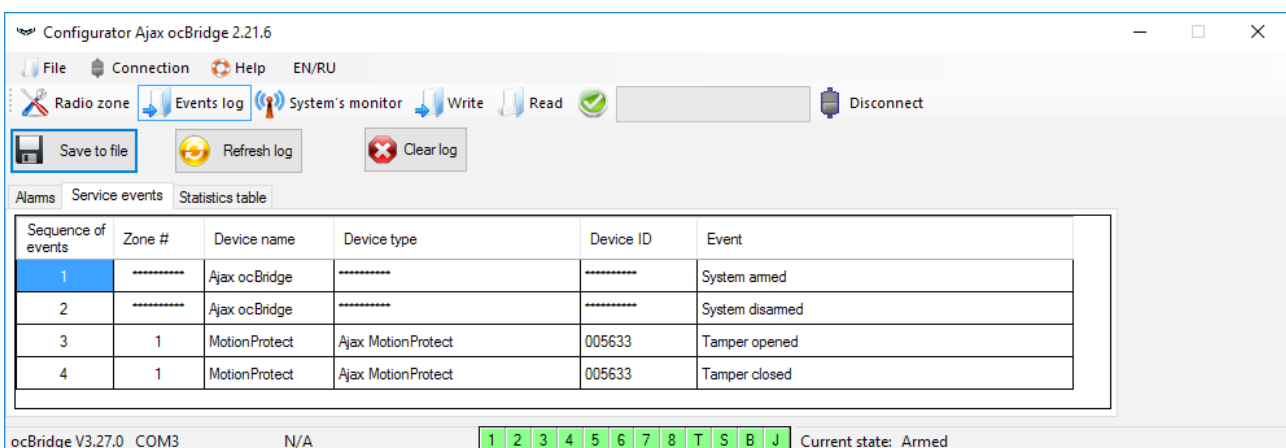 Configurator Ajax ocBridge 2.21.6
File Connection Help EN/RU
Radio zone Events log System's monitor Write Read Disconnect
Save to file Refresh log Clear log
Alarms Service events Statistics table
Sequence of events Zone # Device name Device type Device ID Event
1 ********** Ajax ocBridge ********** ********** System armed
2 ********** Ajax ocBridge ********** ********** System disarmed
3 1 MotionProtect Ajax MotionProtect 005633 Tamper opened
4 1 MotionProtect Ajax MotionProtect 005633 Tamper closed
ocBridge V3.27.0 COM3 N/A 1 2 3 4 5 6 7 8 T S B J Current state: Armed